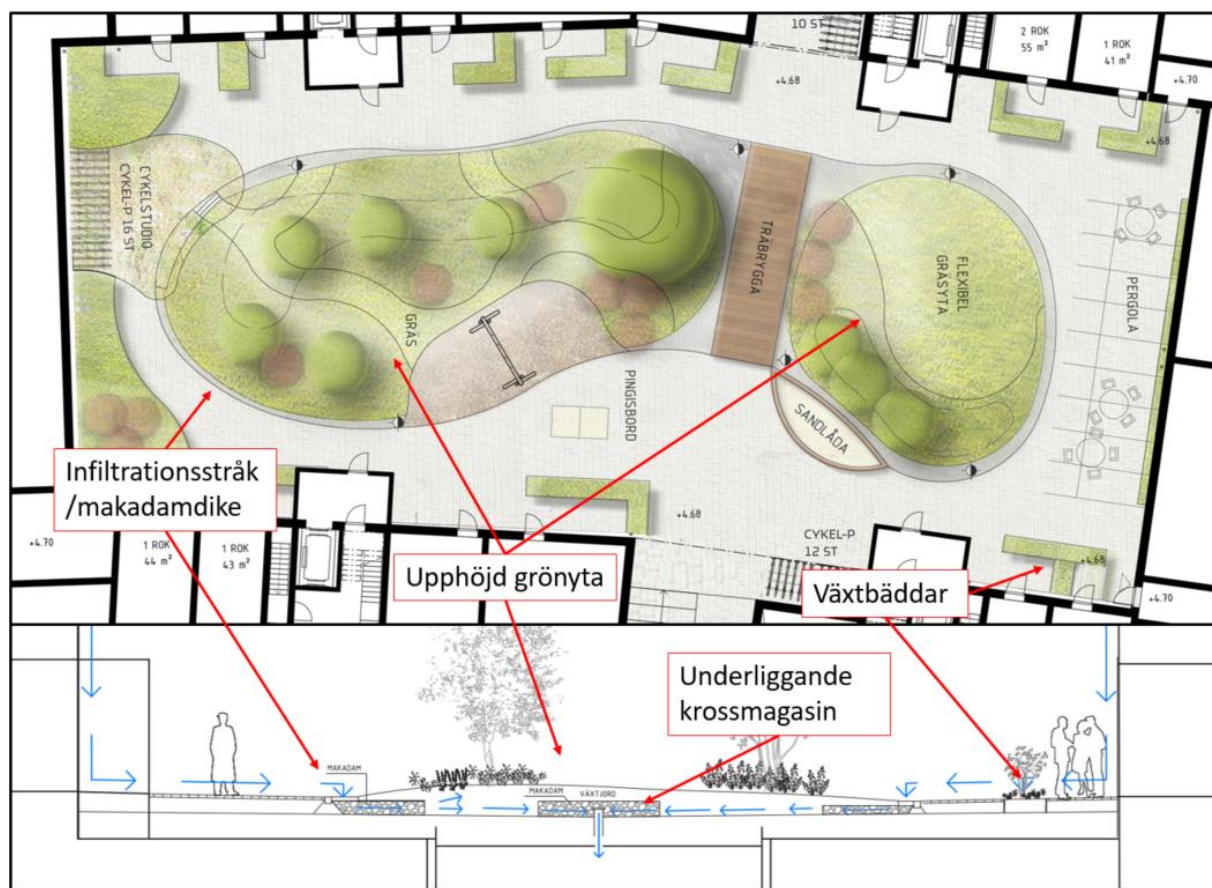 10 ST
2 ROK
55 m²
1 ROK
41 m²
+4.70
+4.68
+4.68
CYKELSTUDIO
CYKEL-P 16 ST
TRÄBRYGGA
FLEXIBEL
GRÄSYTA
PERGOLA
GRÄS
PINGISBORD
SANDLÅDA
Infiltrationsstråk
/makadamdike
+4.68
CYKEL-P
12 ST
+4.70
1 ROK
44 m²
1 ROK
43 m²
Upphöjd grönyta
Växtbäddar
+4.68
+4.70
Underliggande
krossmagasin
MAKADAM
MAKADAM
VÄXTJORD